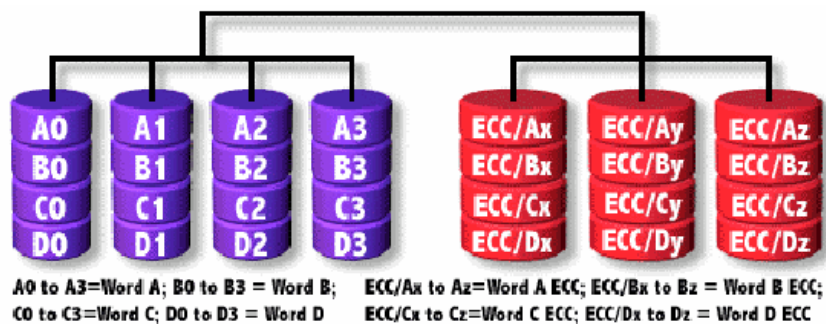 A0 A1 A2 A3 ECC/Ax ECC/Ay ECC/Az
B0 B1 B2 B3 ECC/Bx ECC/By ECC/Bz
C0 C1 C2 C3 ECC/Cx ECC/Cy ECC/Cz
D0 D1 D2 D3 ECC/Dx ECC/Dy ECC/Dz
A0 to A3=Word A; B0 to B3 = Word B; ECC/Ax to Az=Word A ECC; ECC/Bx to Bz = Word B ECC;
C0 to C3=Word C; D0 to D3 = Word D ECC/Cx to Cz=Word C ECC; ECC/Dx to Dz = Word D ECC